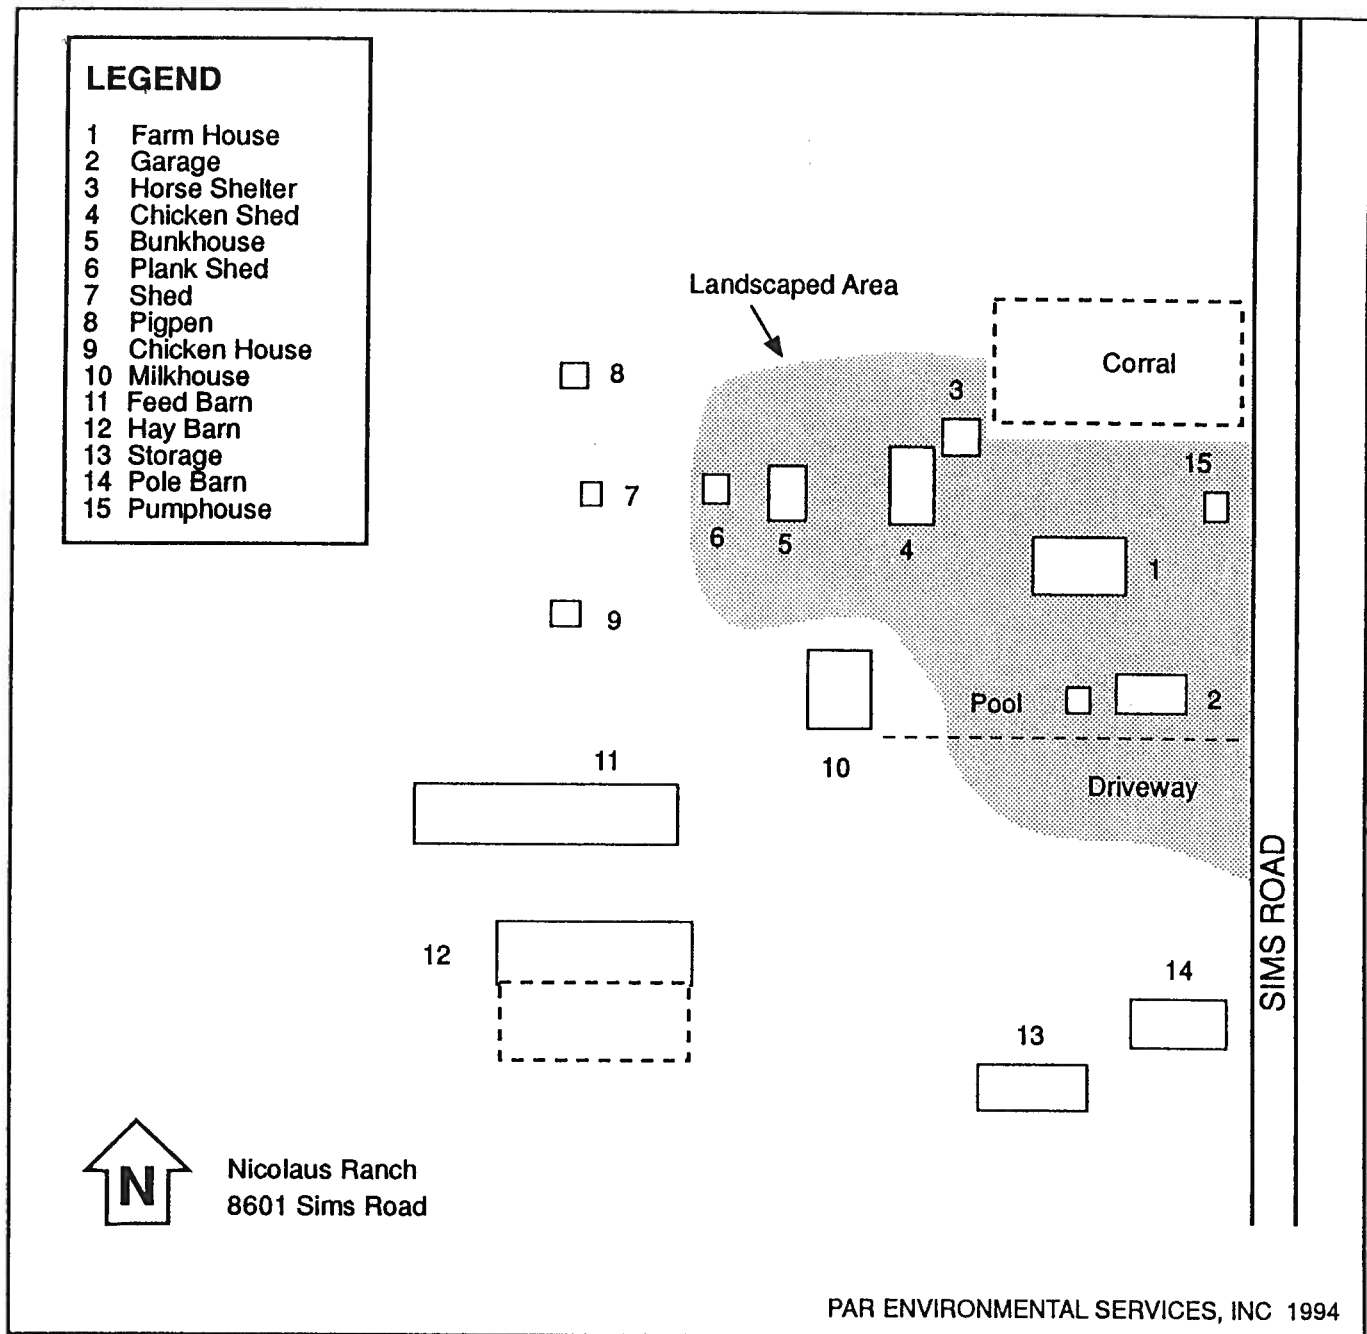 LEGEND
1 Farm House
2 Garage
3 Horse Shelter
4 Chicken Shed
5 Bunkhouse
6 Plank Shed
7 Shed
8 Pigpen
9 Chicken House
10 Milkhouse
11 Feed Barn
12 Hay Barn
13 Storage
14 Pole Barn
15 Pumphouse
Landscaped Area
Corral
8
3
15
7
6
5
4
1
9
Pool
2
10
11
Driveway
SIMS ROAD
12
14
13
N
Nicolaus Ranch
8601 Sims Road
PAR ENVIRONMENTAL SERVICES, INC 1994